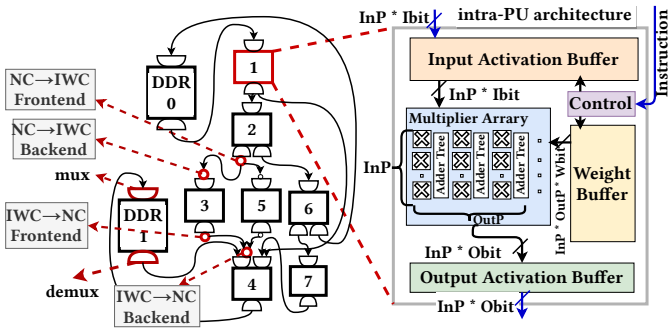 InP * Ibit
intra-PU architecture
Instruction
NC→IWC
Frontend
NC→IWC
Backend
mux
IWC→NC
Frontend
demux
IWC→NC
Backend
DDR
0
DDR
1
1
2
3
5
6
4
7
Input Activation Buffer
InP * Ibit
Control
Multiplier Array
InP
Adder Tree
Adder Tree
Adder Tree
OutP
InP * OutP * Wbit
Weight
Buffer
InP * Obit
Output Activation Buffer
InP * Obit